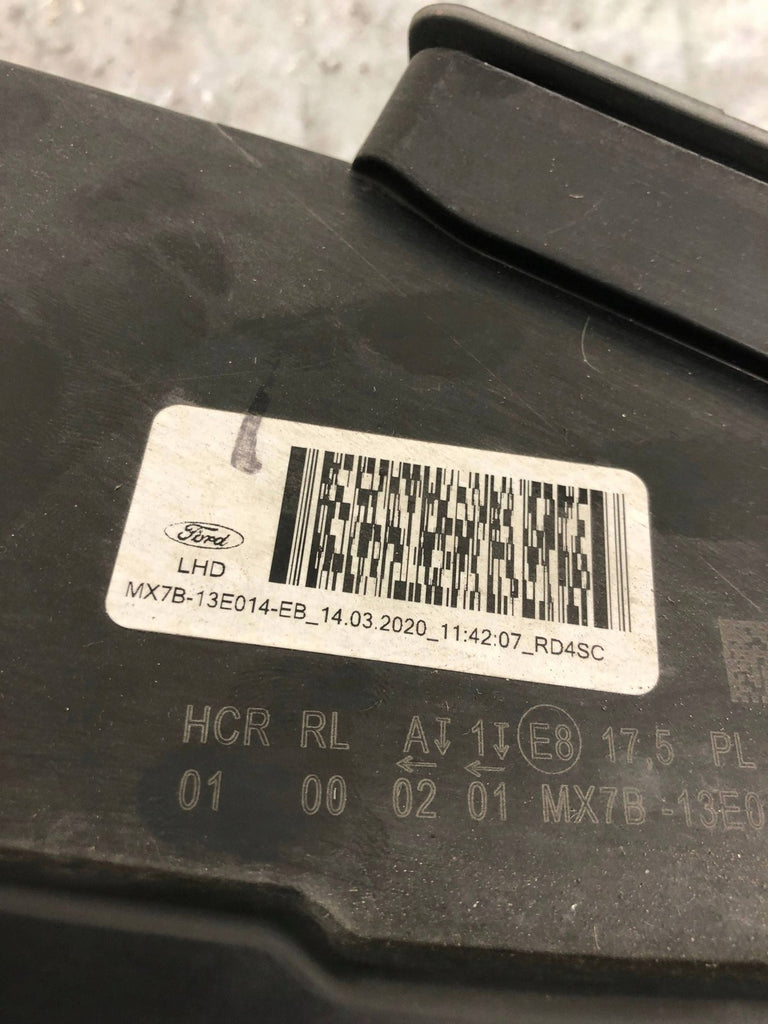 Ford
LHD
MX7B-13E014-EB_14.03.2020_11:42:07_RD4SC
HCR RL A 1 E8 17,5 PL
01 00 02 01 MX7B-13E0